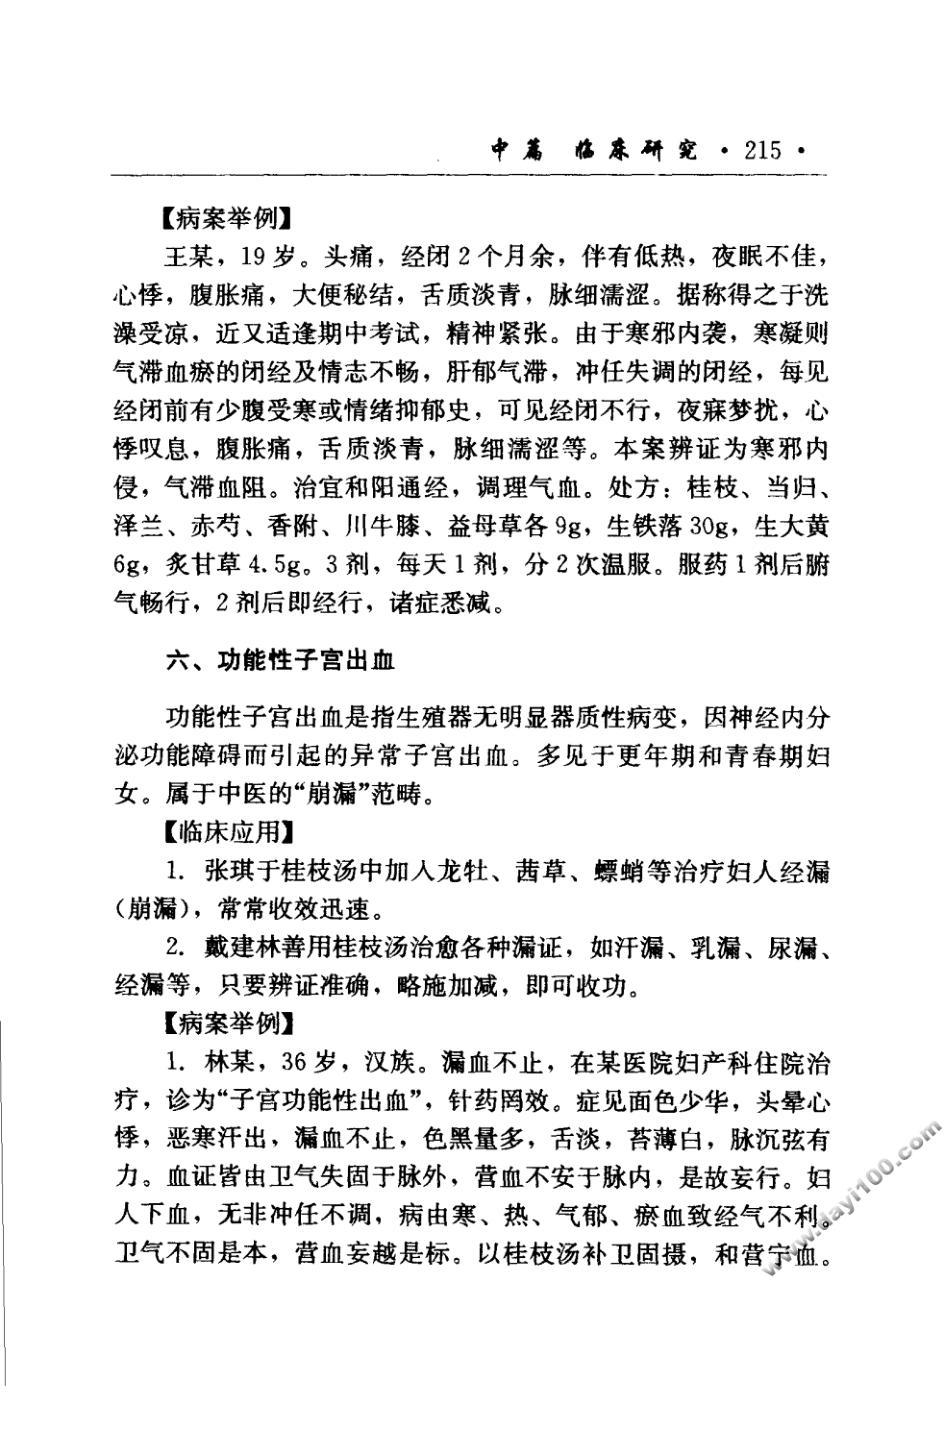 中篇 临床研究 · 215 ·
【病案举例】
王某，19岁。头痛，经闭2个月余，伴有低热，夜眠不佳，
心悸，腹胀痛，大便秘结，舌质淡青，脉细濡涩。据称得之于洗
澡受凉，近又适逢期中考试，精神紧张。由于寒邪内袭，寒凝则
气滞血瘀的闭经及情志不畅，肝郁气滞，冲任失调的闭经，每见
经闭前有少腹受寒或情绪抑郁史，可见经闭不行，夜寐梦扰，心
悸叹息，腹胀痛，舌质淡青，脉细濡涩等。本案辨证为寒邪内
侵，气滞血阻。治宜和阳通经，调理气血。处方：桂枝、当归、
泽兰、赤芍、香附、川牛膝、益母草各9g，生铁落30g，生大黄
6g，炙甘草4.5g。3剂，每天1剂，分2次温服。服药1剂后腑
气畅行，2剂后即经行，诸症悉减。
六、功能性子宫出血
功能性子宫出血是指生殖器无明显器质性病变，因神经内分
泌功能障碍而引起的异常子宫出血。多见于更年期和青春期妇
女。属于中医的“崩漏”范畴。
【临床应用】
1. 张琪于桂枝汤中加入龙牡、茜草、螵蛸等治疗妇人经漏
（崩漏），常常收效迅速。
2. 戴建林善用桂枝汤治愈各种漏证，如汗漏、乳漏、尿漏、
经漏等，只要辨证准确，略施加减，即可收功。
【病案举例】
1. 林某，36岁，汉族。漏血不止，在某医院妇产科住院治
疗，诊为“子宫功能性出血”，针药罔效。症见面色少华，头晕心
悸，恶寒汗出，漏血不止，色黑量多，舌淡，苔薄白，脉沉弦有
力。血证皆由卫气失固于脉外，营血不安于脉内，是故妄行。妇
人下血，无非冲任不调，病由寒、热、气郁、瘀血致经气不利。
卫气不固是本，营血妄越是标。以桂枝汤补卫固摄，和营宁血。
www.dayi100.com